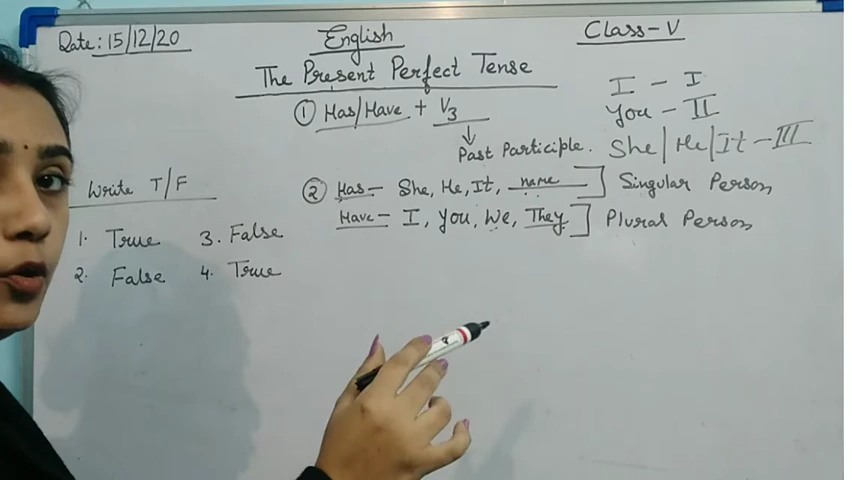 Date: 15/12/20
English
Class-V
The Present Perfect Tense
① Has/Have + V3
Past Participle.
I - I
You - II
She/He/It - III
Write T/F
1. True 3. False
2. False 4. True
② Has- She, He, It, name ] Singular Person
Have- I, You, We, They ] Plural Person